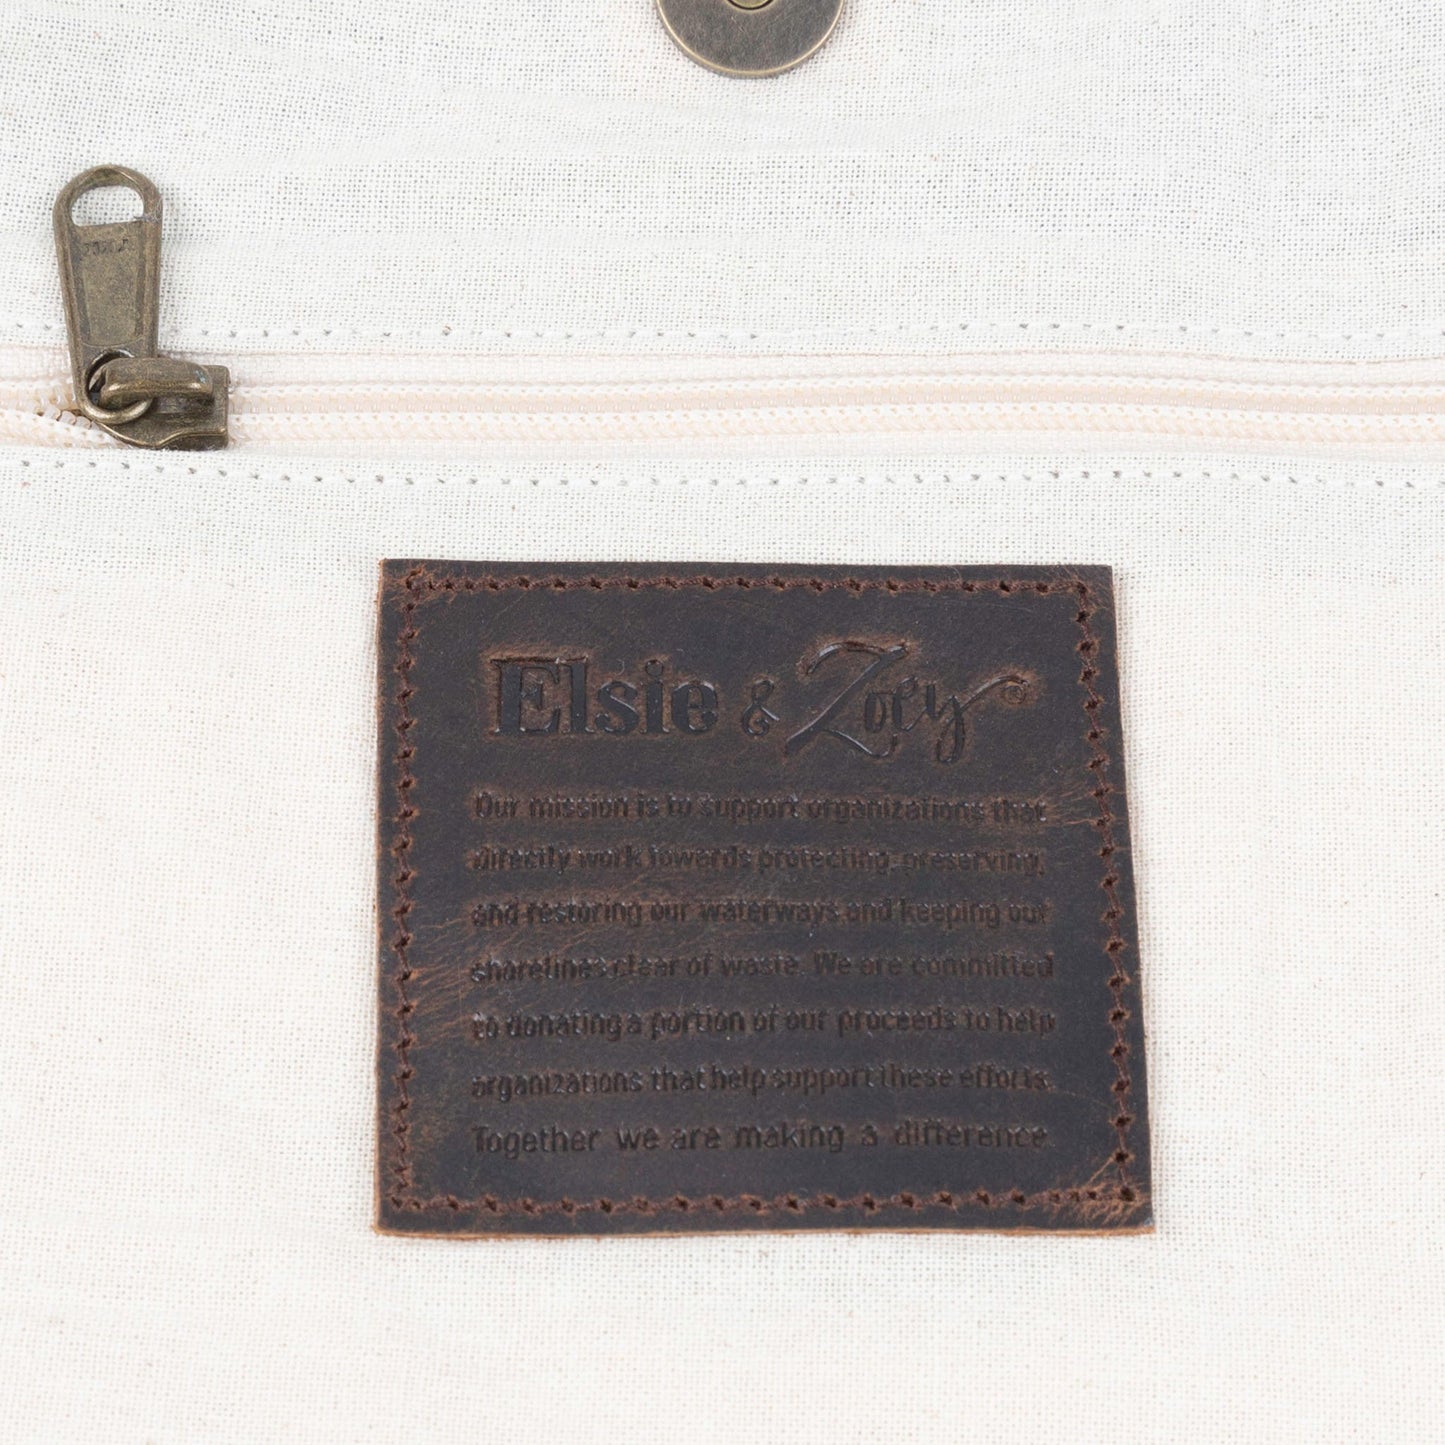 Elsie & Zoey®
Our mission is to support organizations that
directly work towards protecting, preserving,
and restoring our waterways and keeping our
shorelines clear of waste. We are committed
to donating a portion of our proceeds to help
organizations that help support these efforts.
Together we are making a difference.